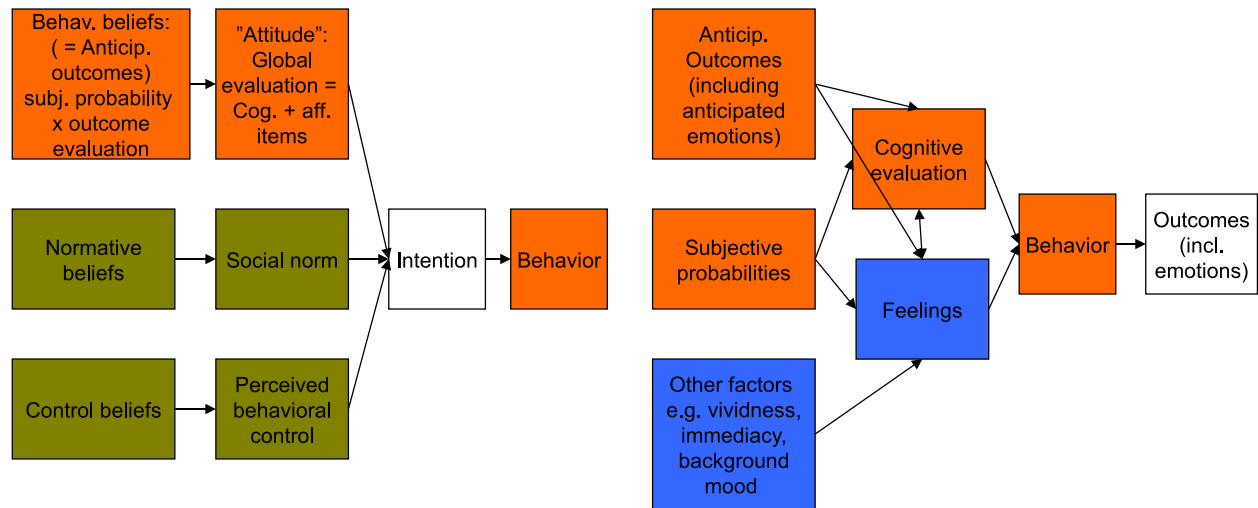 Behav. beliefs:
( = Anticip.
outcomes)
subj. probability
x outcome
evaluation
”Attitude”:
Global
evaluation =
Cog. + aff.
items
Normative
beliefs
Social norm
Intention
Behavior
Control beliefs
Perceived
behavioral
control
Anticip.
Outcomes
(including
anticipated
emotions)
Cognitive
evaluation
Subjective
probabilities
Feelings
Behavior
Outcomes
(incl.
emotions)
Other factors
e.g. vividness,
immediacy,
background
mood